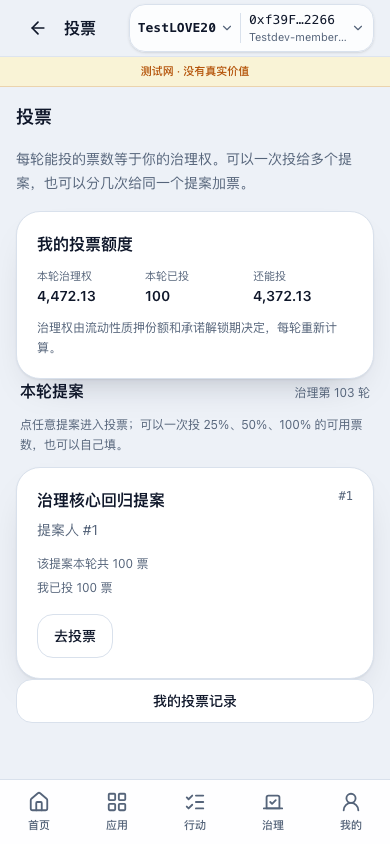 投票
TestLOVE20
0xf39F…2266
Testdev-member...
测试网 · 没有真实价值
投票
每轮能投的票数等于你的治理权。可以一次投给多个提
案，也可以分几次给同一个提案加票。
我的投票额度
本轮治理权
本轮已投
还能投
4,472.13
100
4,372.13
治理权由流动性质押份额和承诺解锁期决定，每轮重新计
算。
本轮提案
治理第 103 轮
点任意提案进入投票；可以一次投 25%、50%、100% 的可用票
数，也可以自己填。
治理核心回归提案
#1
提案人 #1
该提案本轮共 100 票
我已投 100 票
去投票
我的投票记录
首页
应用
行动
治理
我的